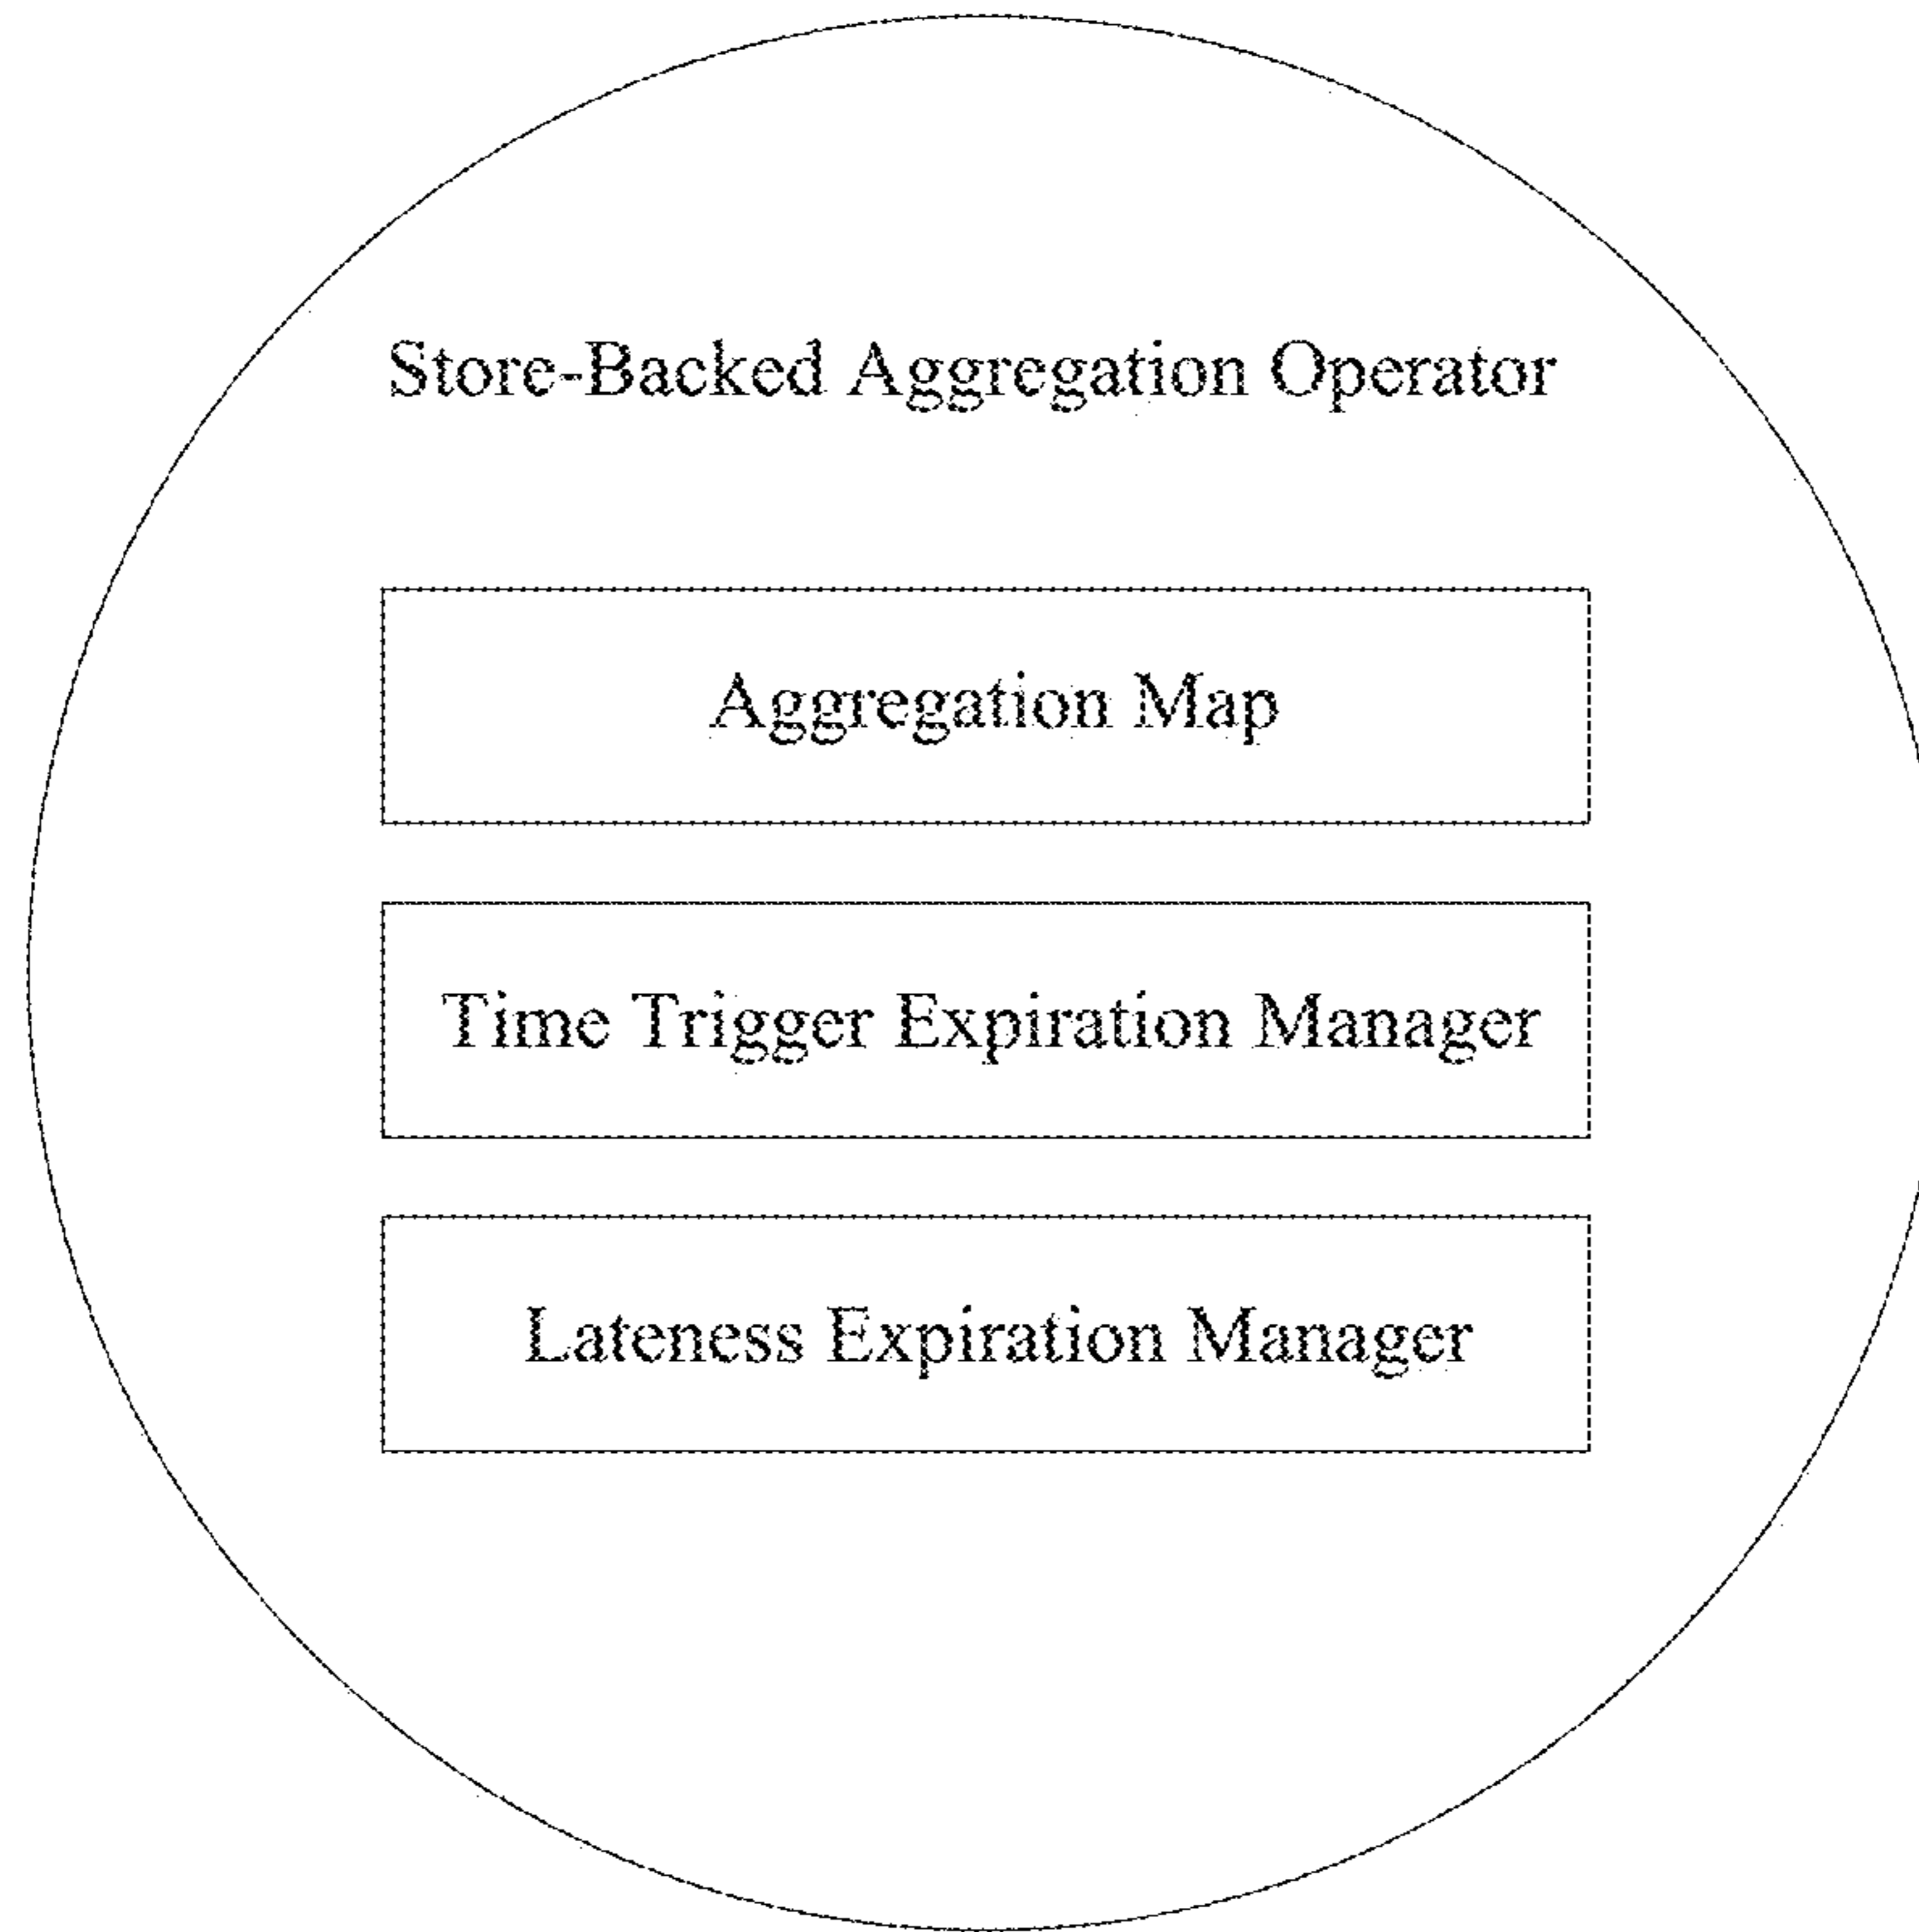 Store-Backed Aggregation Operator
Aggregation Map
Time Trigger Expiration Manager
Lateness Expiration Manager